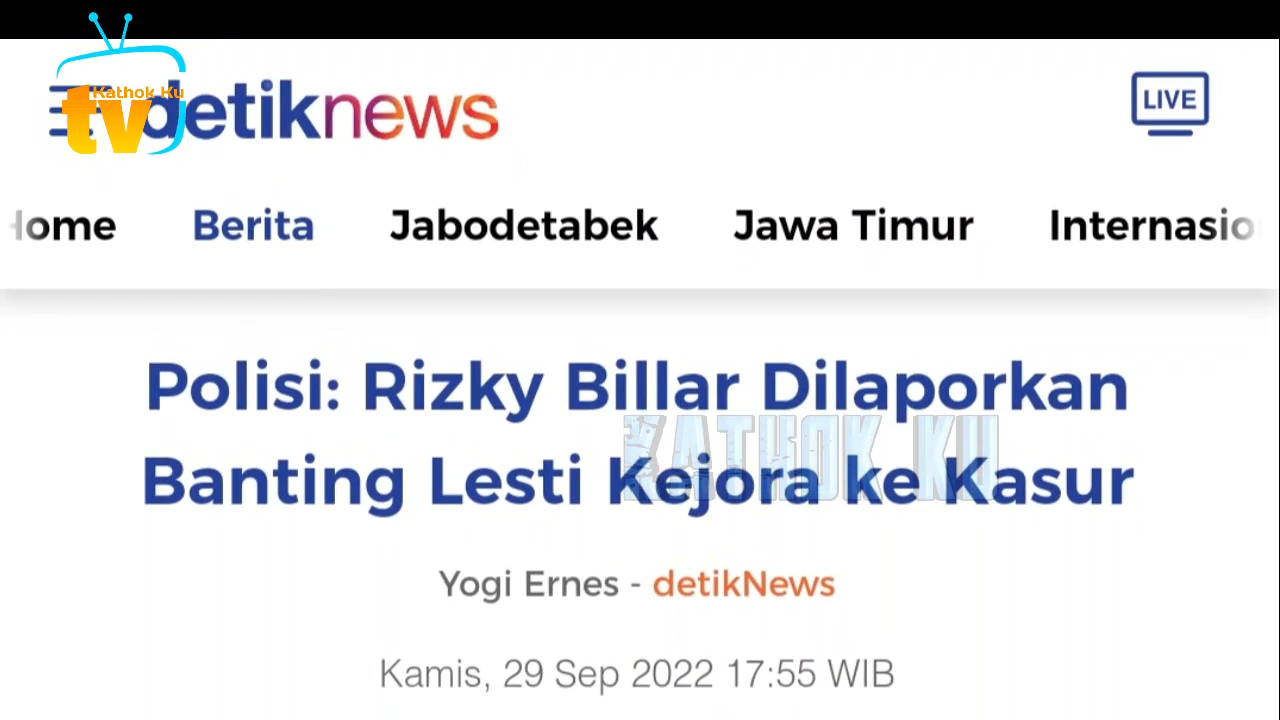 Kathok Ku
tv
detiknews
LIVE
Home Berita Jabodetabek Jawa Timur Internasio
Polisi: Rizky Billar Dilaporkan
Banting Lesti Kejora ke Kasur
KATHOK KU
Yogi Ernes - detikNews
Kamis, 29 Sep 2022 17:55 WIB